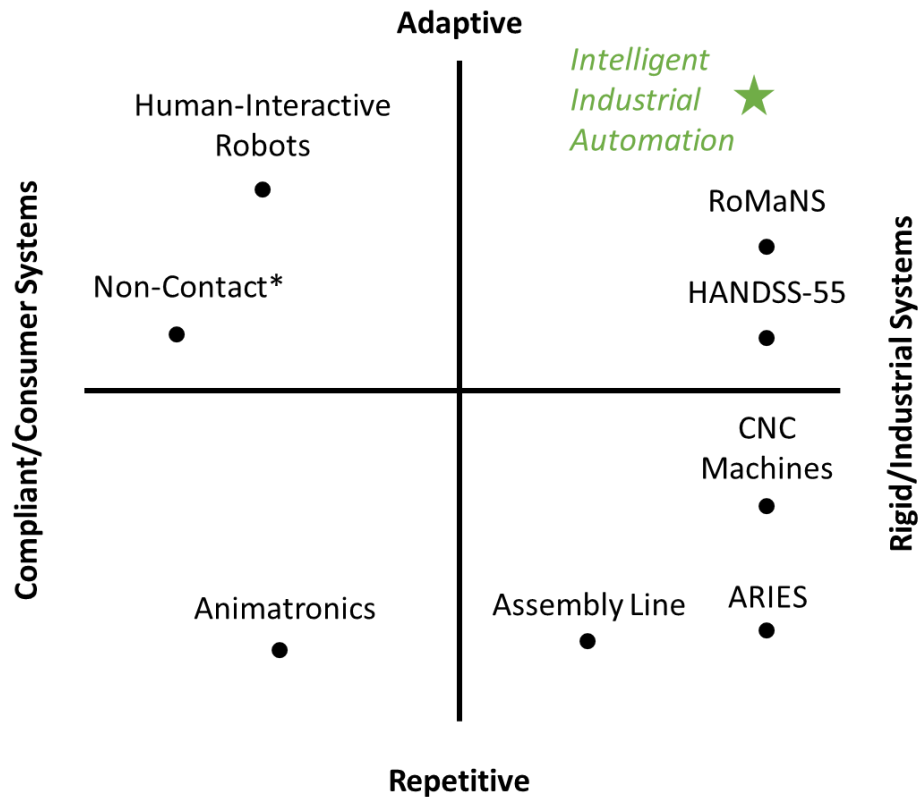 Adaptive
Intelligent
Industrial
Automation
Human-Interactive
Robots
RoMaNS
Non-Contact*
HANDSS-55
Compliant/Consumer Systems
Rigid/Industrial Systems
CNC
Machines
Animatronics
Assembly Line
ARIES
Repetitive